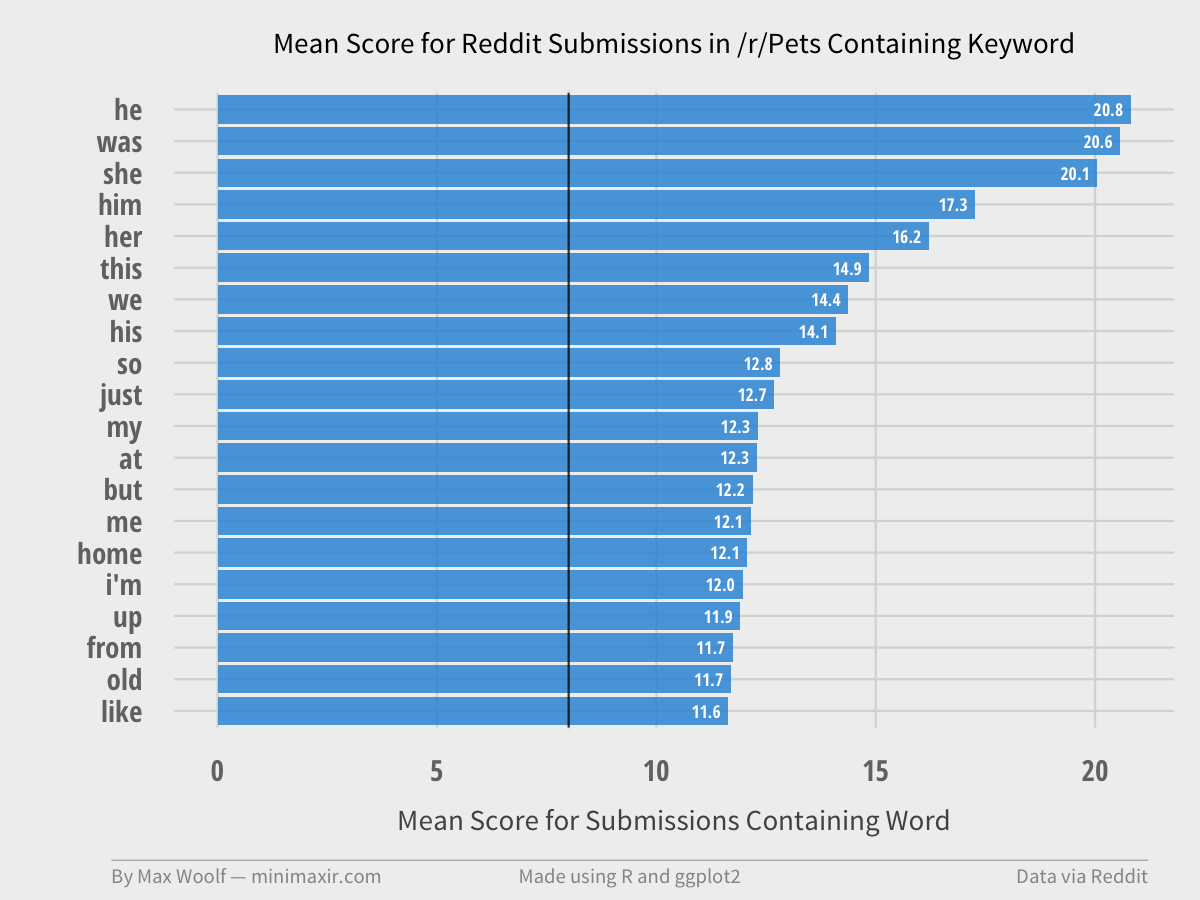 Mean Score for Reddit Submissions in /r/Pets Containing Keyword
he 20.8
was 20.6
she 20.1
him 17.3
her 16.2
this 14.9
we 14.4
his 14.1
so 12.8
just 12.7
my 12.3
at 12.3
but 12.2
me 12.1
home 12.1
i'm 12.0
up 11.9
from 11.7
old 11.7
like 11.6
0 5 10 15 20
Mean Score for Submissions Containing Word
By Max Woolf — minimaxir.com Made using R and ggplot2 Data via Reddit